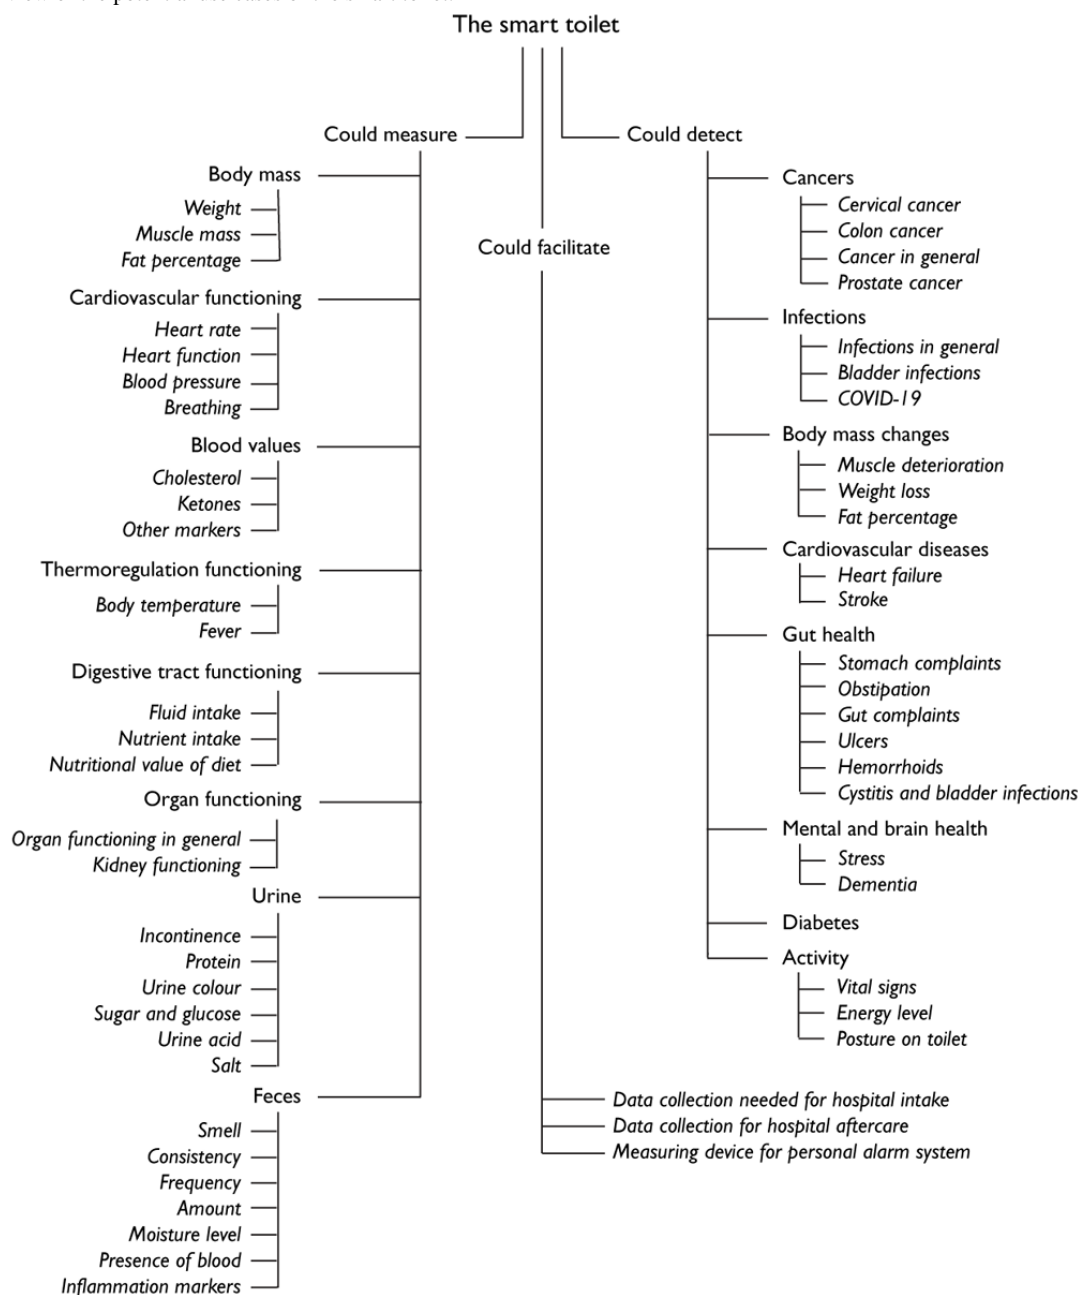 The smart toilet
Could measure
Body mass
Weight
Muscle mass
Fat percentage
Cardiovascular functioning
Heart rate
Heart function
Blood pressure
Breathing
Blood values
Cholesterol
Ketones
Other markers
Thermoregulation functioning
Body temperature
Fever
Digestive tract functioning
Fluid intake
Nutrient intake
Nutritional value of diet
Organ functioning
Organ functioning in general
Kidney functioning
Urine
Incontinence
Protein
Urine colour
Sugar and glucose
Urine acid
Salt
Feces
Smell
Consistency
Frequency
Amount
Moisture level
Presence of blood
Inflammation markers
Could facilitate
Data collection needed for hospital intake
Data collection for hospital aftercare
Measuring device for personal alarm system
Could detect
Cancers
Cervical cancer
Colon cancer
Cancer in general
Prostate cancer
Infections
Infections in general
Bladder infections
COVID-19
Body mass changes
Muscle deterioration
Weight loss
Fat percentage
Cardiovascular diseases
Heart failure
Stroke
Gut health
Stomach complaints
Obstipation
Gut complaints
Ulcers
Hemorrhoids
Cystitis and bladder infections
Mental and brain health
Stress
Dementia
Diabetes
Activity
Vital signs
Energy level
Posture on toilet